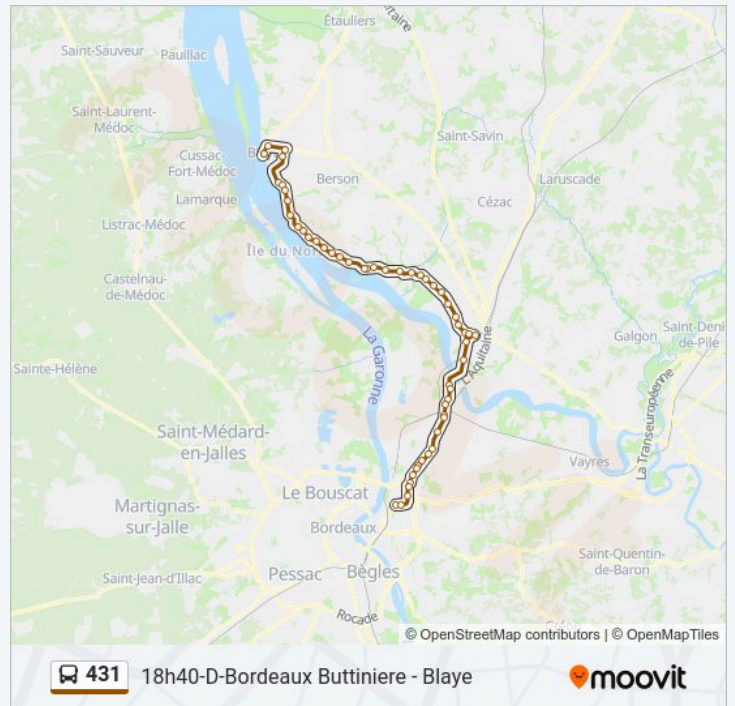 Étauliers
Aquitaine
Saint-Sauveur
Pauillac
Saint-Laurent-
Médoc
Saint-Savin
Cussac-
Fort-Médoc
Berson
Laruscade
Lamarque
Cézac
Listrac-Médoc
Île du Nor
Castelnau-
de-Médoc
La Garonne
L'Aquitaine
Galgon
Saint-Denis
de-Pile
Sainte-Hélène
La Transeuropéenne
Saint-Médard-
en-Jalles
Vayres
Le Bouscat
Martignas-
sur-Jalle
Bordeaux
Saint-Quentin-
de-Baron
Saint-Jean-d'Illac
Pessac
Bègles
Rocade
© OpenStreetMap contributors | © OpenMapTiles
431 18h40-D-Bordeaux Buttiniere - Blaye
moovit